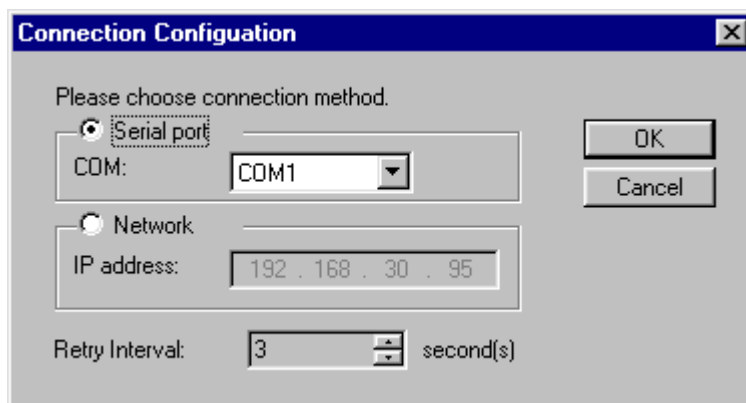 Connection Configuation
Please choose connection method.
Serial port
COM: COM1
OK
Cancel
Network
IP address: 192 . 168 . 30 . 95
Retry Interval: 3 second(s)